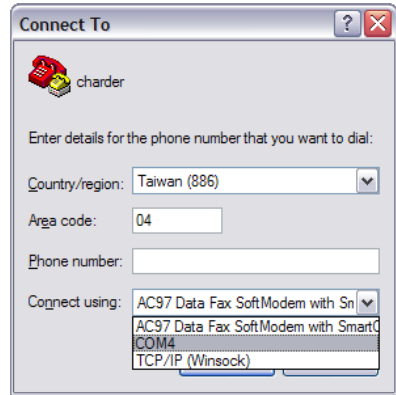 Connect To
charder
Enter details for the phone number that you want to dial:
Country/region: Taiwan (886)
Area code: 04
Phone number:
Connect using: AC97 Data Fax SoftModem with Sm
AC97 Data Fax SoftModem with SmartC
COM4
TCP/IP (Winsock)